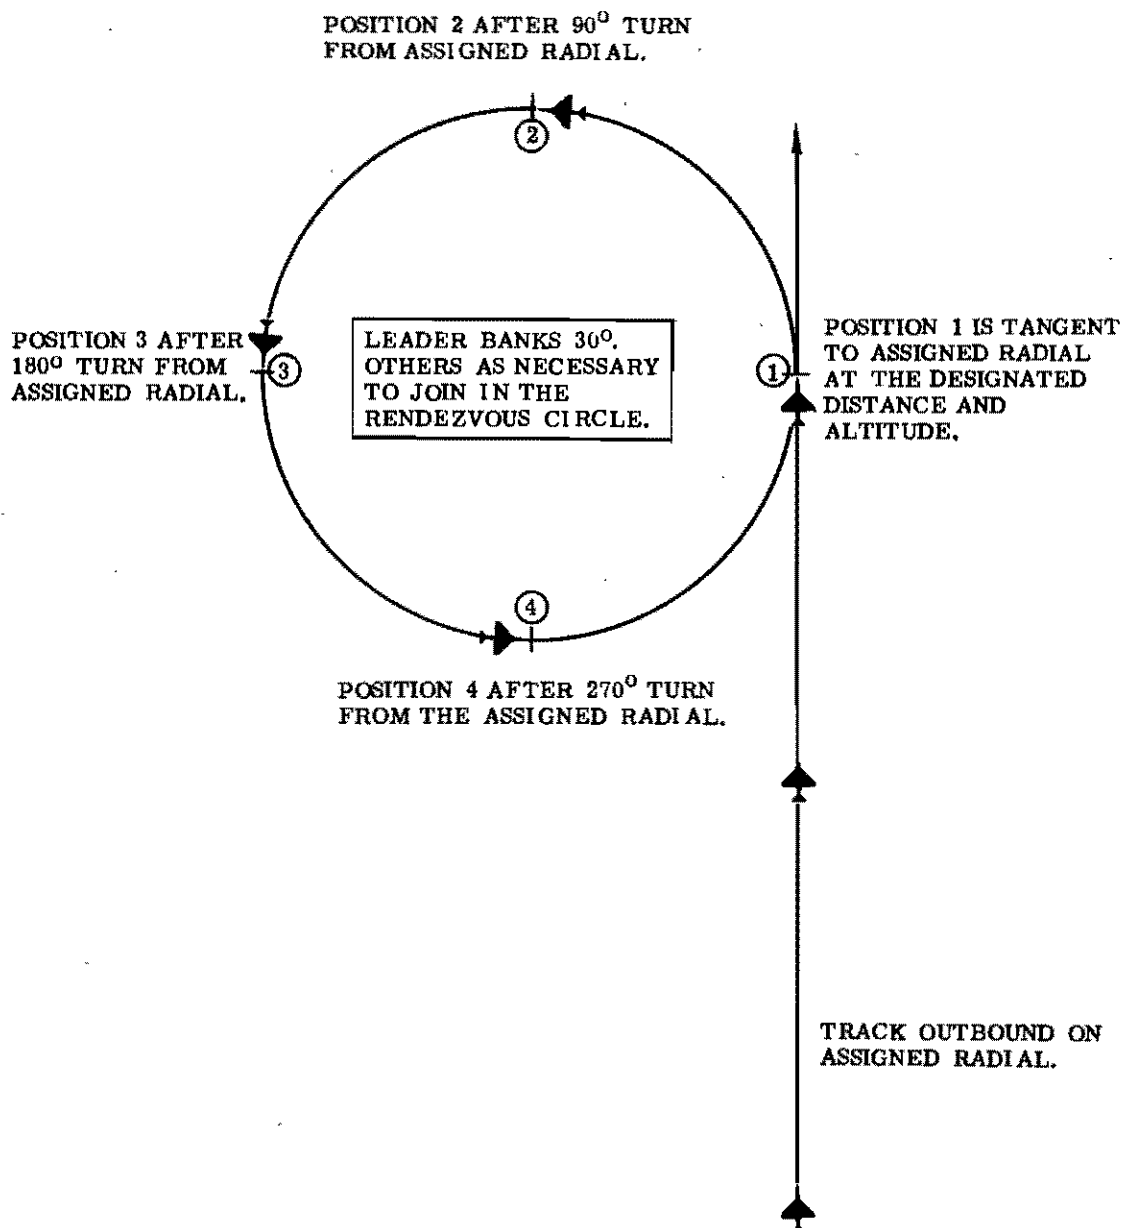 POSITION 2 AFTER 90° TURN
FROM ASSIGNED RADIAL.
2
POSITION 3 AFTER
180° TURN FROM
ASSIGNED RADIAL.
3
LEADER BANKS 30°.
OTHERS AS NECESSARY
TO JOIN IN THE
RENDEZVOUS CIRCLE.
1
POSITION 1 IS TANGENT
TO ASSIGNED RADIAL
AT THE DESIGNATED
DISTANCE AND
ALTITUDE.
4
POSITION 4 AFTER 270° TURN
FROM THE ASSIGNED RADIAL.
TRACK OUTBOUND ON
ASSIGNED RADIAL.